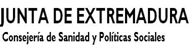 JUNTA DE EXTREMADURA
Consejería de Sanidad y Políticas Sociales